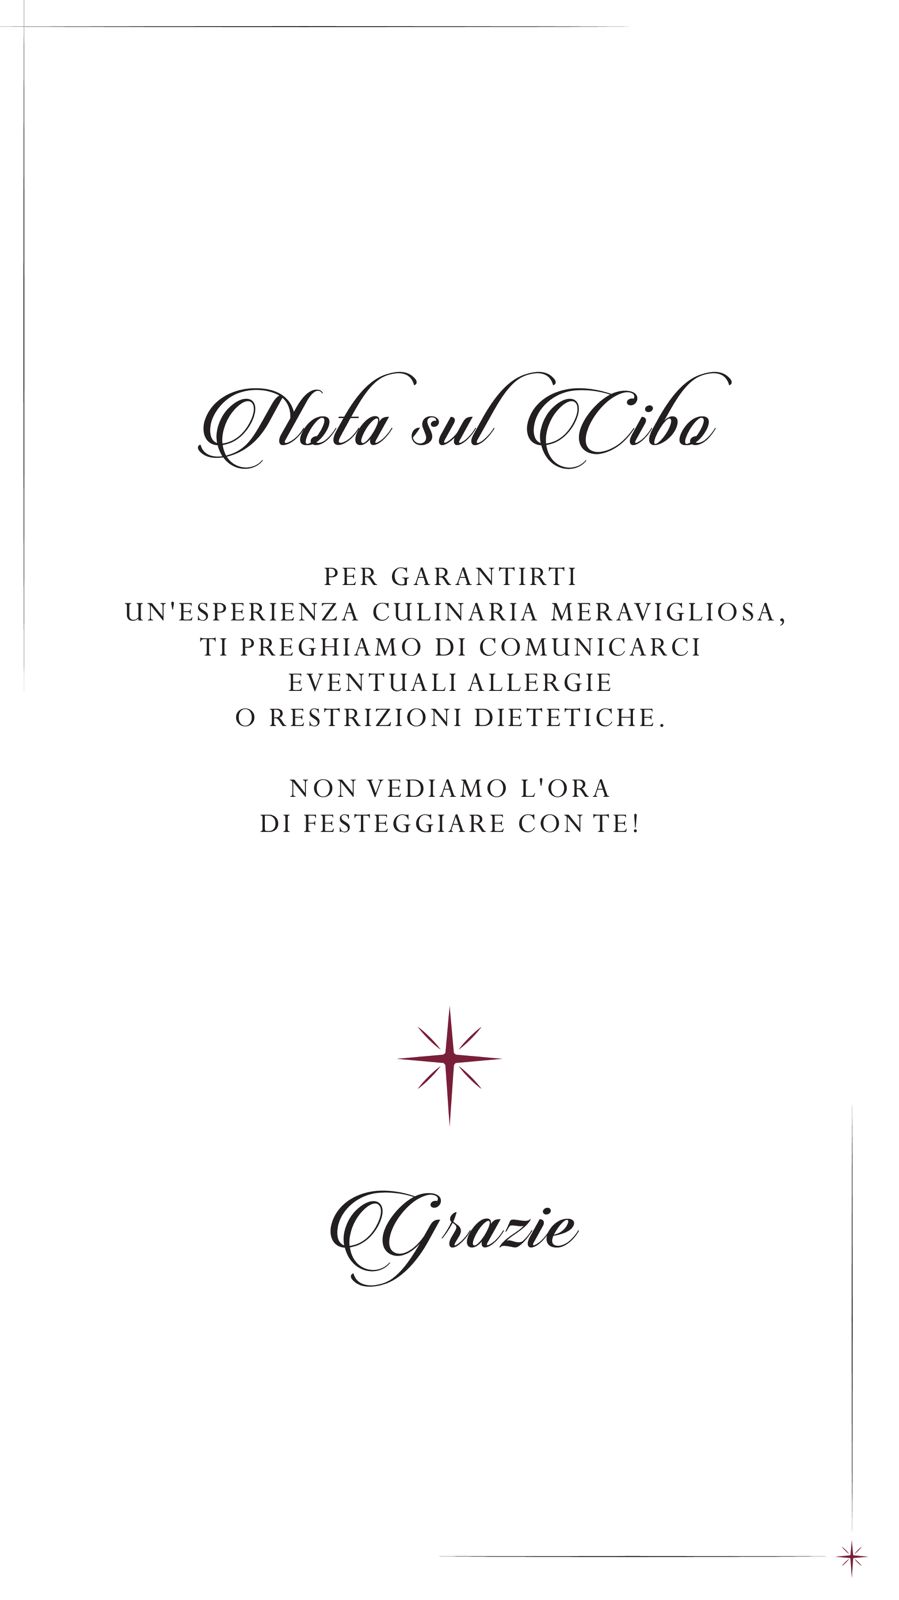 Nota sul Cibo
PER GARANTIRTI
UN'ESPERIENZA CULINARIA MERAVIGLIOSA,
TI PREGHIAMO DI COMUNICARCI
EVENTUALI ALLERGIE
O RESTRIZIONI DIETETICHE.
NON VEDIAMO L'ORA
DI FESTEGGIARE CON TE!
Grazie